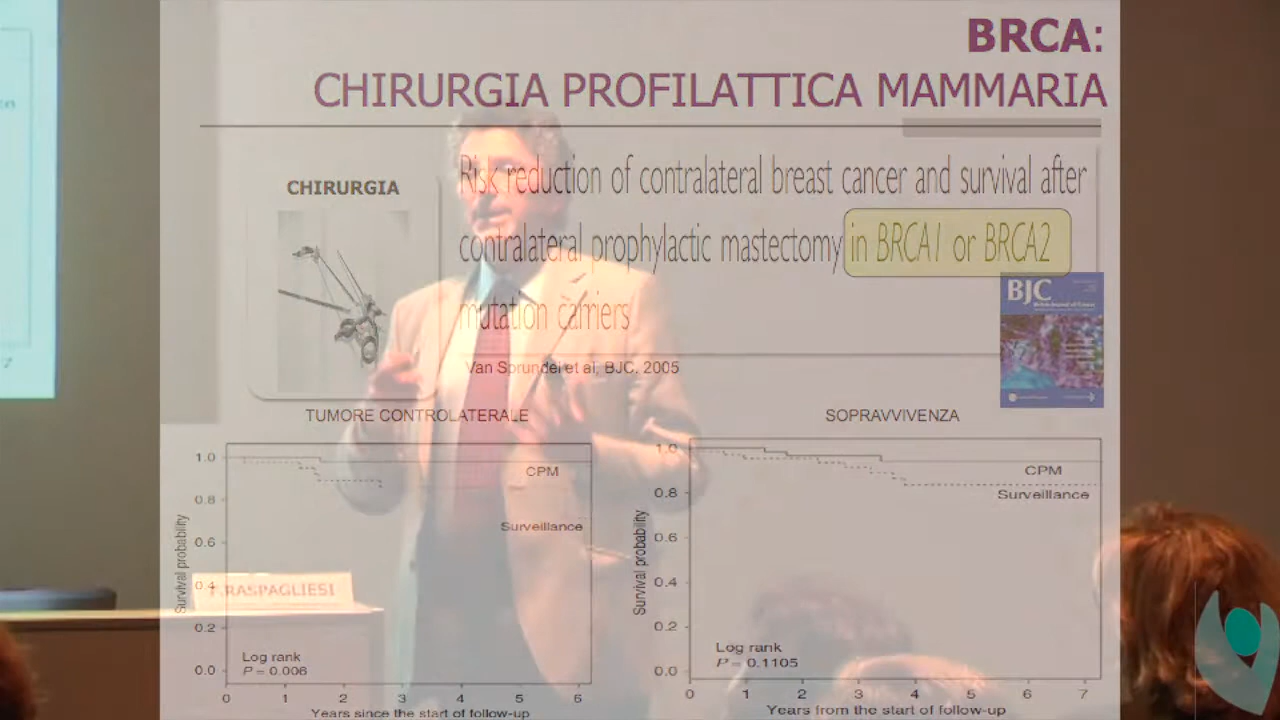 BRCA:
CHIRURGIA PROFILATTICA MAMMARIA
CHIRURGIA
Risk reduction of contralateral breast cancer and survival after
contralateral prophylactic mastectomy in BRCA1 or BRCA2
mutation carriers
BJC
Van Sprundel et al, BJC. 2005
TUMORE CONTROLATERALE
SOPRAVVIVENZA
1.0
0.8
0.6
0.4
0.2
0.0
Survival probability
CPM
Surveillance
Log rank
P = 0.006
0 1 2 3 4 5 6
Years since the start of follow-up
1.0
0.8
0.6
0.4
0.2
0.0
Survival probability
CPM
Surveillance
Log rank
P = 0.1105
0 1 2 3 4 5 6 7
Years from the start of follow-up
F.RASPAGLIESI
7